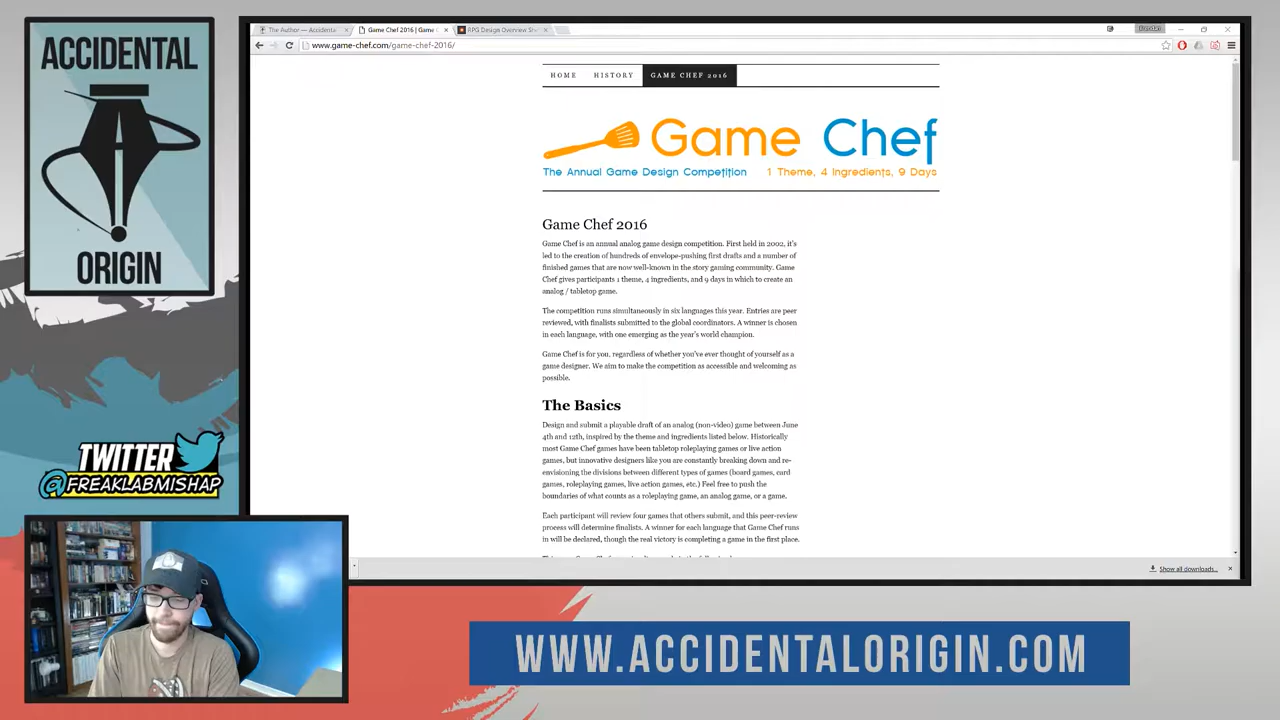 ACCIDENTAL
ORIGIN
TWITTER
@FREAKLABMISHAP
The Author — Accidenta
Game Chef 2016 | Game
RPG Design Overview Sh
www.game-chef.com/game-chef-2016/
HOME HISTORY GAME CHEF 2016
Game Chef
The Annual Game Design Competition 1 Theme, 4 Ingredients, 9 Days
Game Chef 2016
Game Chef is an annual analog game design competition. First held in 2002, it's
led to the creation of hundreds of envelope-pushing first drafts and a number of
finished games that are now well-known in the story gaming community. Game
Chef gives participants 1 theme, 4 ingredients, and 9 days in which to create an
analog / tabletop game.
The competition runs simultaneously in six languages this year. Entries are peer
reviewed, with finalists submitted to the global coordinators. A winner is chosen
in each language, with one emerging as the year's world champion.
Game Chef is for you, regardless of whether you've ever thought of yourself as a
game designer. We aim to make the competition as accessible and welcoming as
possible.
The Basics
Design and submit a playable draft of an analog (non-video) game between June
4th and 12th, inspired by the theme and ingredients listed below. Historically
most Game Chef games have been tabletop roleplaying games or live action
games, but innovative designers like you are constantly breaking down and re-
envisioning the divisions between different types of games (board games, card
games, roleplaying games, live action games, etc.) Feel free to push the
boundaries of what counts as a roleplaying game, an analog game, or a game.
Each participant will review four games that others submit, and this peer-review
process will determine finalists. A winner for each language that Game Chef runs
in will be declared, though the real victory is completing a game in the first place.
Show all downloads...
WWW.ACCIDENTALORIGIN.COM